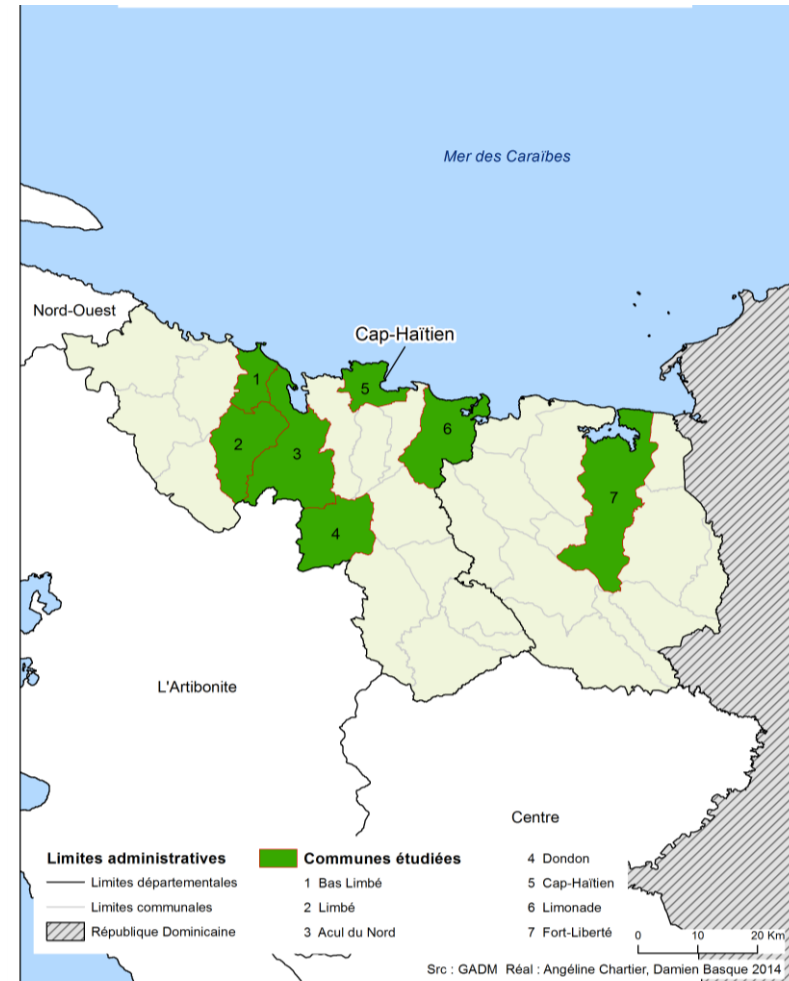 Mer des Caraïbes
Nord-Ouest
Cap-Haïtien
1
5
2
3
6
7
4
L'Artibonite
Centre
Limites administratives
Limites départementales
Limites communales
République Dominicaine
Communes étudiées
1 Bas Limbé
2 Limbé
3 Acul du Nord
4 Dondon
5 Cap-Haïtien
6 Limonade
7 Fort-Liberté
0 10 20 Km
Src : GADM Réal : Angéline Chartier, Damien Basque 2014